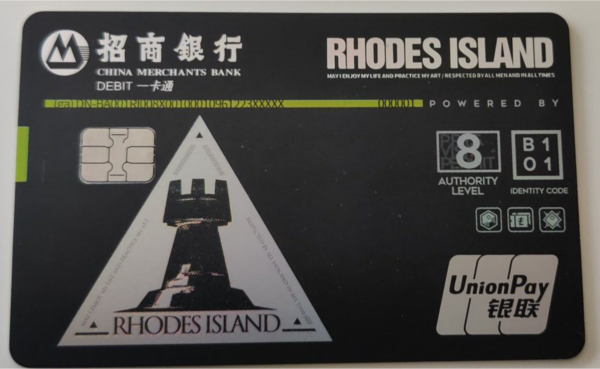 招商银行
CHINA MERCHANTS BANK
DEBIT 一卡通
RHODES ISLAND
MAY I ENJOY MY LIFE AND PRACTICE MY ART / RESPECTED BY ALL MEN AND IN ALL TIMES
000001
POWERED BY
8
AUTHORITY
LEVEL
B1
01
IDENTITY CODE
RHODES ISLAND
UnionPay
银联